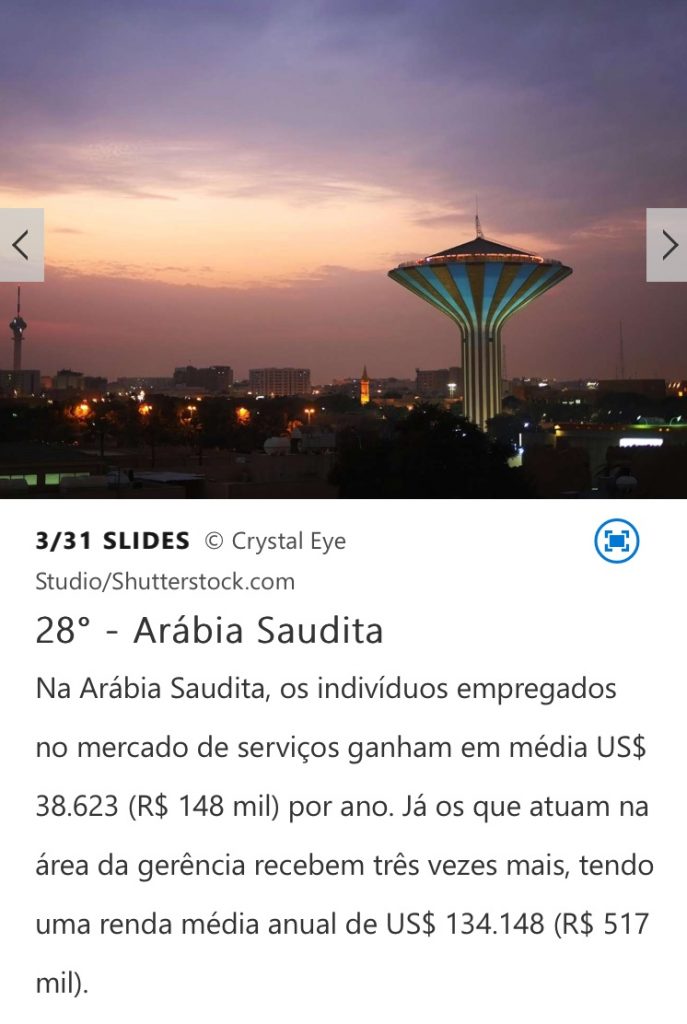 3/31 SLIDES © Crystal Eye
Studio/Shutterstock.com
28° - Arábia Saudita
Na Arábia Saudita, os indivíduos empregados
no mercado de serviços ganham em média US$
38.623 (R$ 148 mil) por ano. Já os que atuam na
área da gerência recebem três vezes mais, tendo
uma renda média anual de US$ 134.148 (R$ 517
mil).